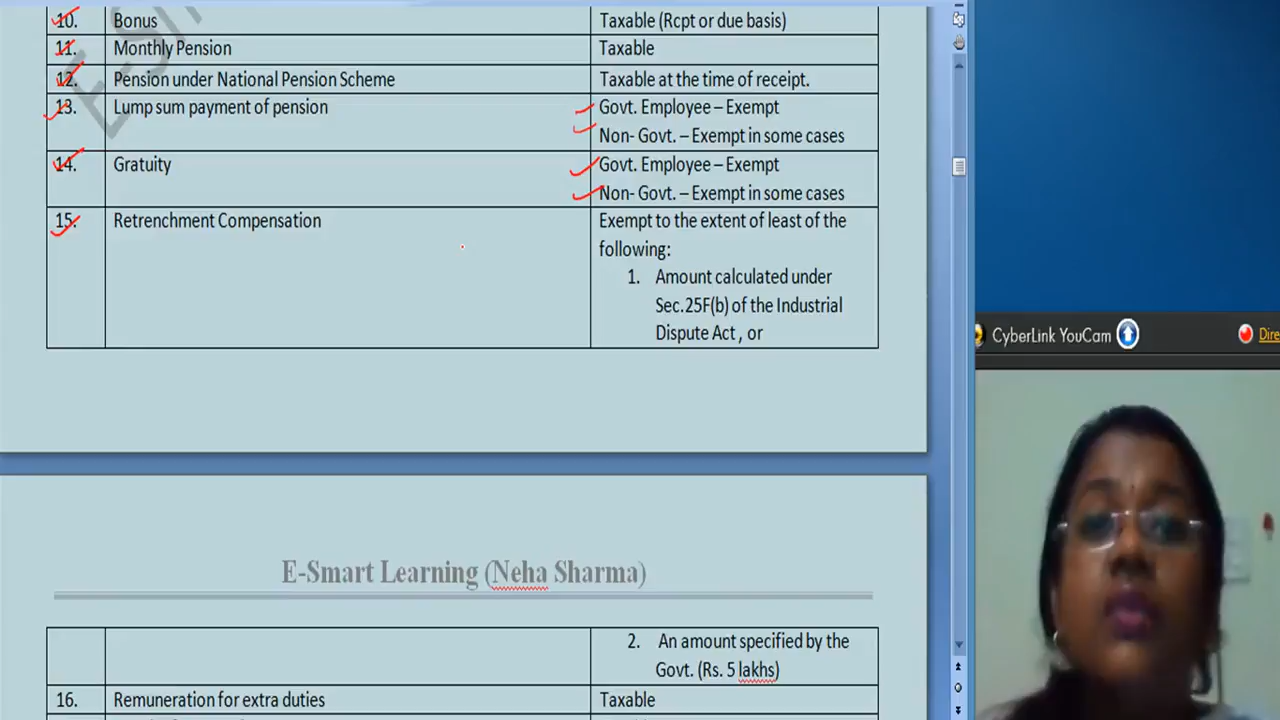 10. Bonus Taxable (Rcpt or due basis)
11. Monthly Pension Taxable
12. Pension under National Pension Scheme Taxable at the time of receipt.
13. Lump sum payment of pension Govt. Employee – Exempt
Non- Govt. – Exempt in some cases
14. Gratuity Govt. Employee – Exempt
Non- Govt. – Exempt in some cases
15. Retrenchment Compensation Exempt to the extent of least of the
following:
1. Amount calculated under
Sec.25F(b) of the Industrial
Dispute Act , or
CyberLink YouCam
Dire
E-Smart Learning (Neha Sharma)
2. An amount specified by the
Govt. (Rs. 5 lakhs)
16. Remuneration for extra duties Taxable